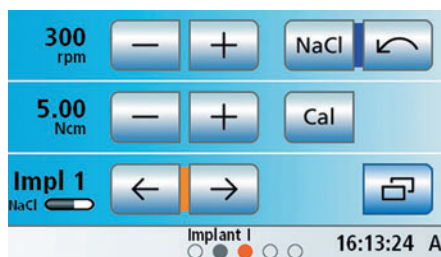 300
rpm
− + NaCl
5.00
Ncm
− + Cal
Impl 1
NaCl
← →
Implant I
16:13:24 A